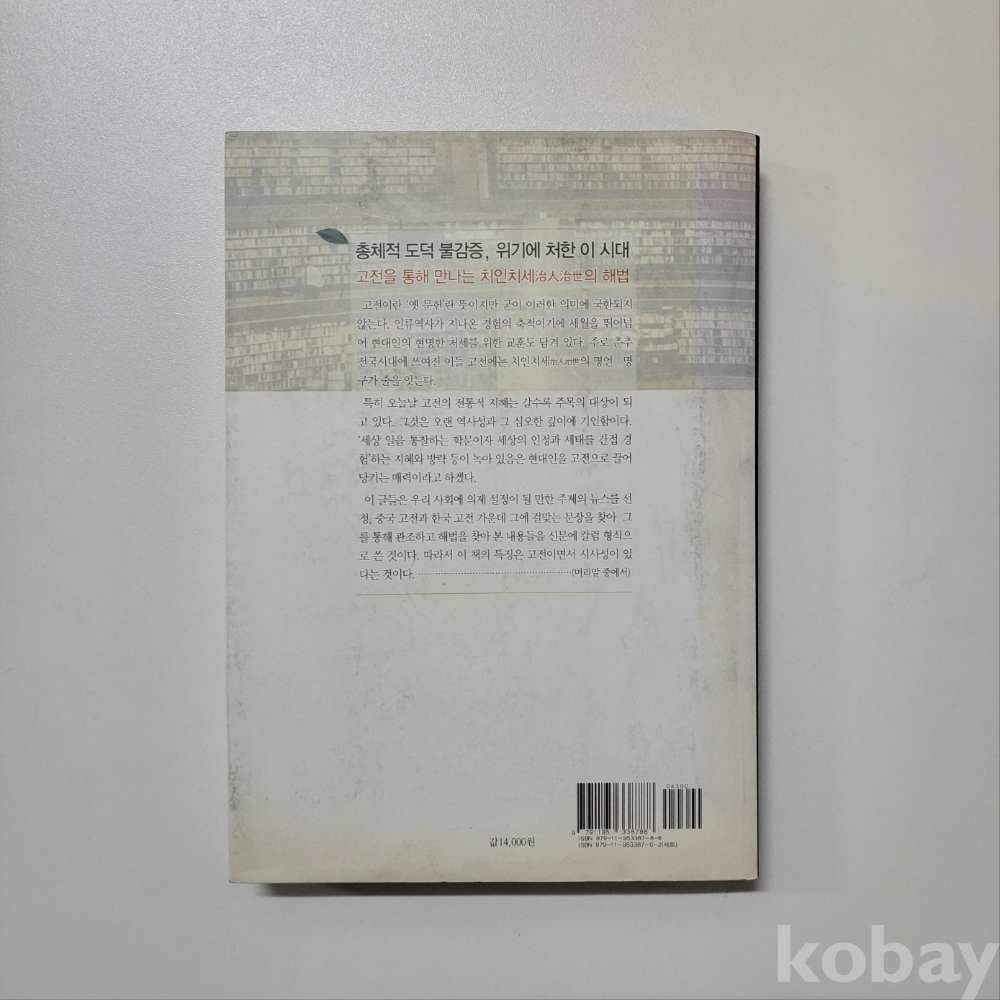 총체적 도덕 불감증, 위기에 처한 이 시대
고전을 통해 만나는 치인치세治人治世의 해법
고전이란 '옛 문헌'란 뜻이지만 굳이 이러한 의미에 국한되지
않는다. 인류역사가 지나온 경험의 축적이기에 세월을 뛰어넘
어 현대인의 현명한 처세를 위한 교훈도 담겨 있다. 주로 춘추
전국시대에 쓰여진 이들 고전에는 치인치세治人治世의 명언 명
구가 줄을 잇는다.
특히 오늘날 고전의 전통적 지혜는 갈수록 주목의 대상이 되
고 있다. 그것은 오랜 역사성과 그 심오한 깊이에 기인함이다.
'세상 일을 통찰하는 학문이자 세상의 인정과 세태를 간접 경
험'하는 지혜와 방략 등이 녹아 있음은 현대인을 고전으로 끌어
당기는 매력이라고 하겠다.
이 글들은 우리 사회에 의제 설정이 될 만한 주제의 뉴스를 선
정, 중국 고전과 한국 고전 가운데 그에 걸맞는 문장을 찾아 그
를 통해 관조하고 해법을 찾아 본 내용들을 신문에 칼럼 형식으
로 쓴 것이다. 따라서 이 책의 특징은 고전이면서 시사성이 있
다는 것이다. ……………………………………(머리말 중에서)
04300
9 791195 338788
ISBN 979-11-953387-8-8
ISBN 979-11-953387-0-2(세트)
값14,000원
kobay